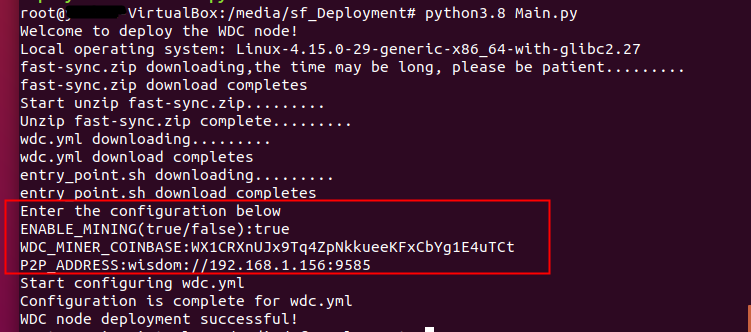 root@y-VirtualBox:/media/sf_Deployment# python3.8 Main.py
Welcome to deploy the WDC node!
Local operating system: Linux-4.15.0-29-generic-x86_64-with-glibc2.27
fast-sync.zip downloading,the time may be long, please be patient.........
fast-sync.zip download completes
Start unzip fast-sync.zip.........
Unzip fast-sync.zip complete.........
wdc.yml downloading.........
wdc.yml download completes
entry_point.sh downloading.........
entry_point.sh download completes
Enter the configuration below
ENABLE_MINING(true/false):true
WDC_MINER_COINBASE:WX1CRXnUJx9Tq4ZpNkkueeKFxCbYg1E4uTCt
P2P_ADDRESS:wisdom://192.168.1.156:9585
Start configuring wdc.yml
Configuration is complete for wdc.yml
WDC node deployment successful!